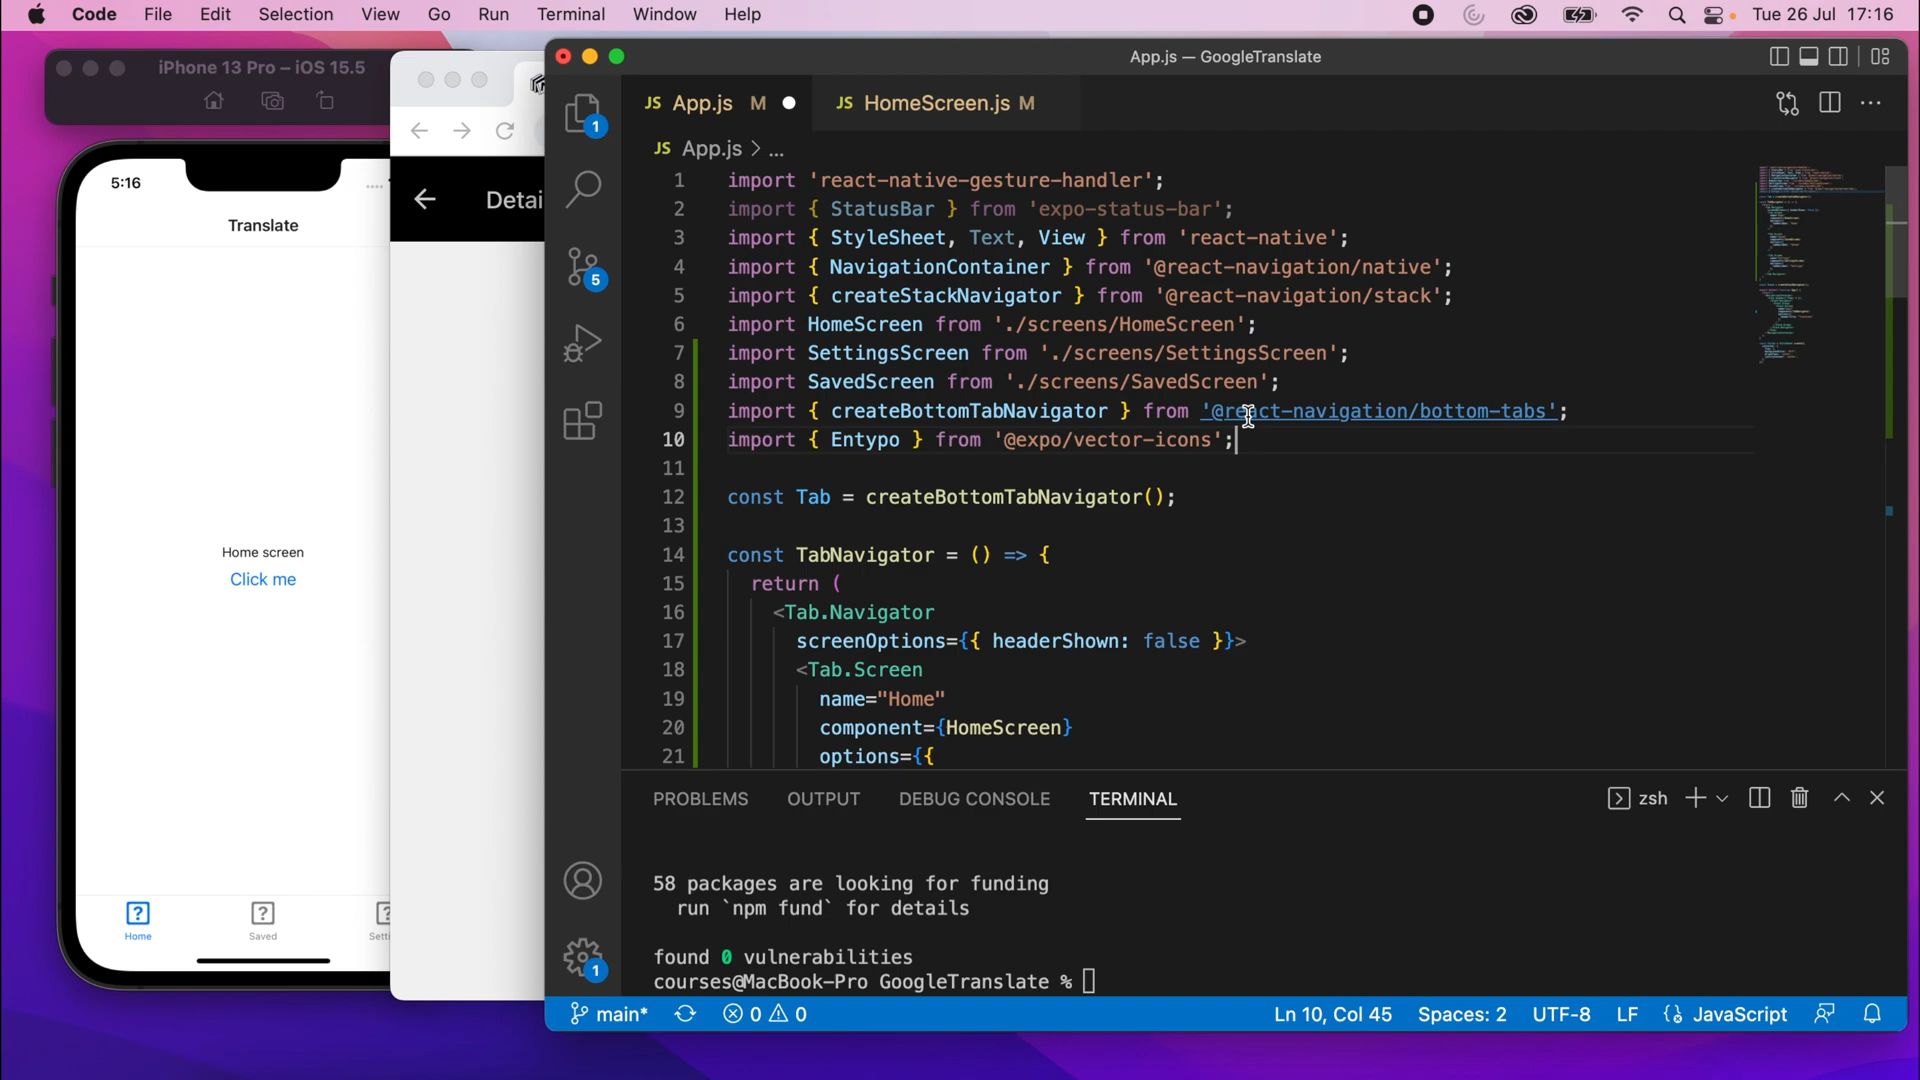 Code File Edit Selection View Go Run Terminal Window Help
Tue 26 Jul 17:16
iPhone 13 Pro – iOS 15.5
5:16
Translate
Home screen
Click me
Home Saved Setti
Detai
App.js — GoogleTranslate
JS App.js M JS HomeScreen.js M
JS App.js > ...
1 import 'react-native-gesture-handler';
2 import { StatusBar } from 'expo-status-bar';
3 import { StyleSheet, Text, View } from 'react-native';
4 import { NavigationContainer } from '@react-navigation/native';
5 import { createStackNavigator } from '@react-navigation/stack';
6 import HomeScreen from './screens/HomeScreen';
7 import SettingsScreen from './screens/SettingsScreen';
8 import SavedScreen from './screens/SavedScreen';
9 import { createBottomTabNavigator } from '@react-navigation/bottom-tabs';
10 import { Entypo } from '@expo/vector-icons';
11
12 const Tab = createBottomTabNavigator();
13
14 const TabNavigator = () => {
15 return (
16 <Tab.Navigator
17 screenOptions={{ headerShown: false }}>
18 <Tab.Screen
19 name="Home"
20 component={HomeScreen}
21 options={{
1
5
1
PROBLEMS OUTPUT DEBUG CONSOLE TERMINAL
zsh
58 packages are looking for funding
run `npm fund` for details
found 0 vulnerabilities
courses@MacBook-Pro GoogleTranslate %
main* 0 0 Ln 10, Col 45 Spaces: 2 UTF-8 LF JavaScript